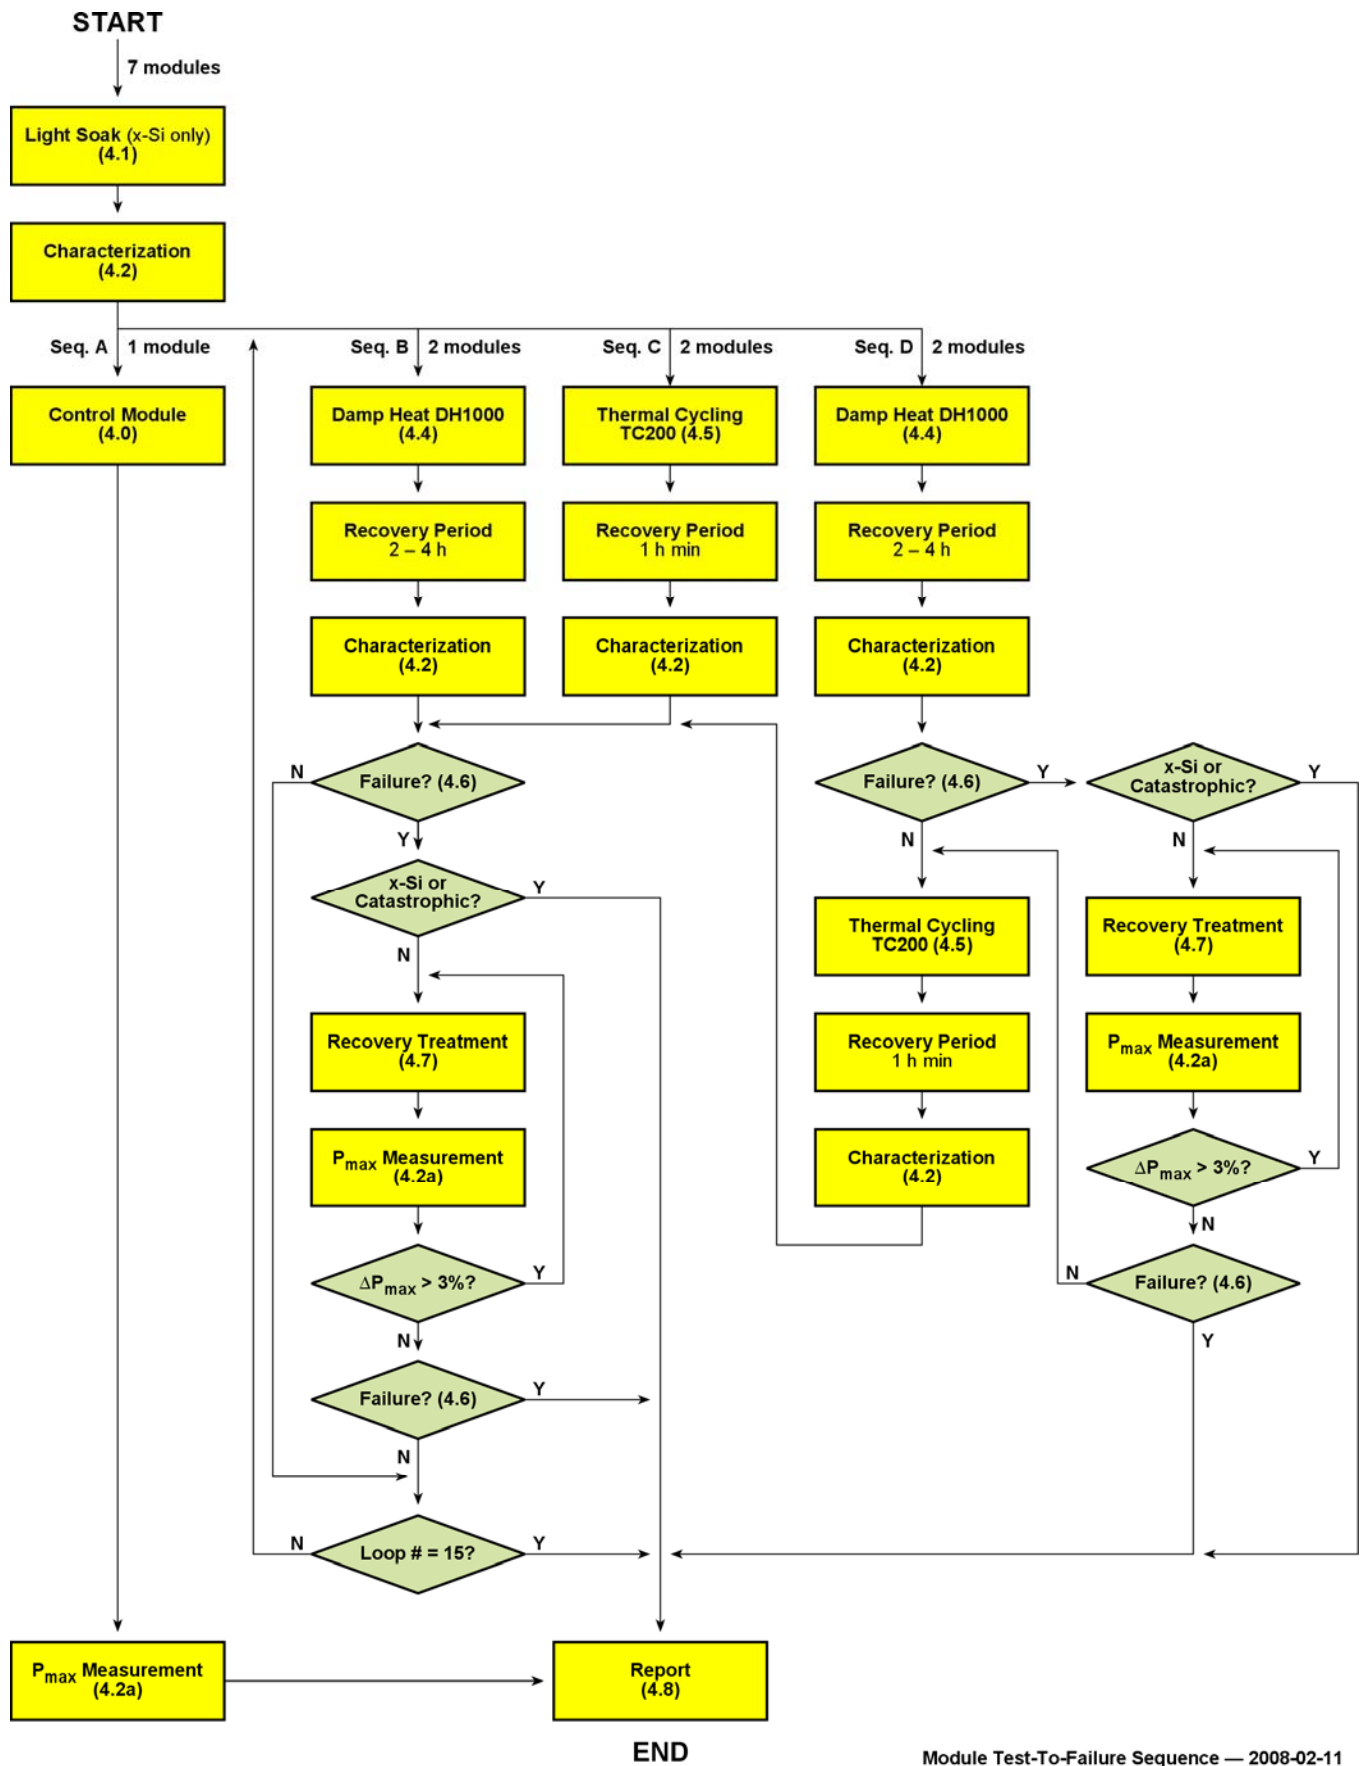 START
7 modules
Light Soak (x-Si only)
(4.1)
Characterization
(4.2)
Seq. A 1 module
Seq. B 2 modules
Seq. C 2 modules
Seq. D 2 modules
Control Module
(4.0)
Damp Heat DH1000
(4.4)
Thermal Cycling
TC200 (4.5)
Damp Heat DH1000
(4.4)
Recovery Period
2 – 4 h
Recovery Period
1 h min
Recovery Period
2 – 4 h
Characterization
(4.2)
Characterization
(4.2)
Characterization
(4.2)
N
Failure? (4.6)
Y
Failure? (4.6)
Y
N
x-Si or
Catastrophic?
Y
N
x-Si or
Catastrophic?
Y
N
Thermal Cycling
TC200 (4.5)
Recovery Treatment
(4.7)
Recovery Treatment
(4.7)
Recovery Period
1 h min
Pmax Measurement
(4.2a)
Pmax Measurement
(4.2a)
Characterization
(4.2)
ΔPmax > 3%?
Y
N
ΔPmax > 3%?
Y
N
N
Failure? (4.6)
Y
Failure? (4.6)
Y
N
N
Loop # = 15?
Y
Pmax Measurement
(4.2a)
Report
(4.8)
END
Module Test-To-Failure Sequence — 2008-02-11